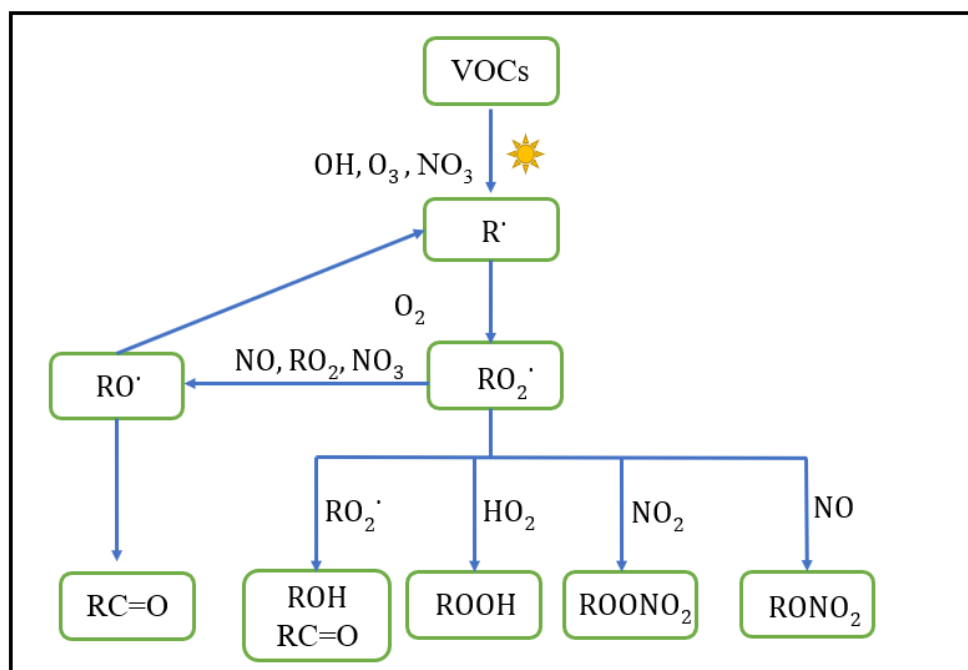 VOCs
OH, O₃, NO₃
R˙
O₂
NO, RO₂, NO₃
RO˙
RO₂˙
RO₂˙
HO₂
NO₂
NO
RC=O
ROH
RC=O
ROOH
ROONO₂
RONO₂